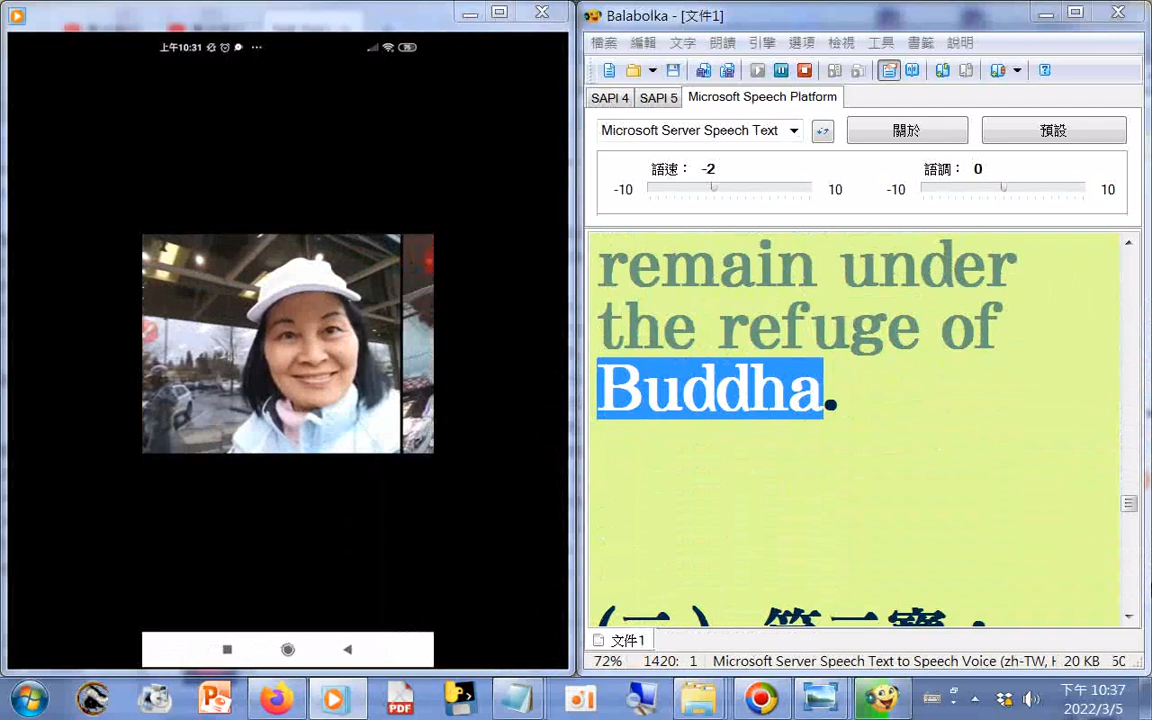 上午10:31
Balabolka - [文件1]
檔案 編輯 文字 朗讀 引擎 選項 檢視 工具 書籤 說明
SAPI 4 SAPI 5 Microsoft Speech Platform
Microsoft Server Speech Text 關於 預設
語速： -2 語調： 0
-10 10 -10 10
remain under
the refuge of
Buddha.
(二) 第二寶：
文件1
72% 1420: 1 Microsoft Server Speech Text to Speech Voice (zh-TW, H 20 KB
下午 10:37
2022/3/5